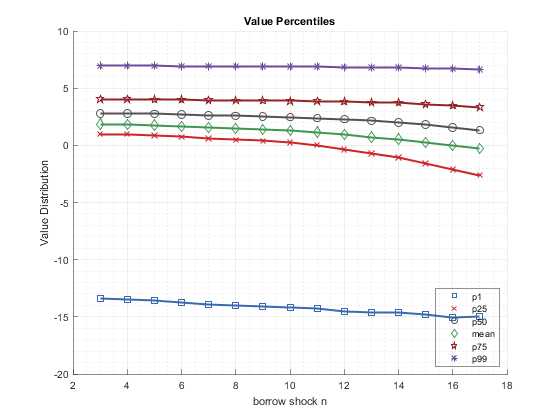 Value Percentiles
10
5
0
-5
-10
-15
-20
Value Distribution
2
4
6
8
10
12
14
16
18
borrow shock n
p1
p25
p50
mean
p75
p99